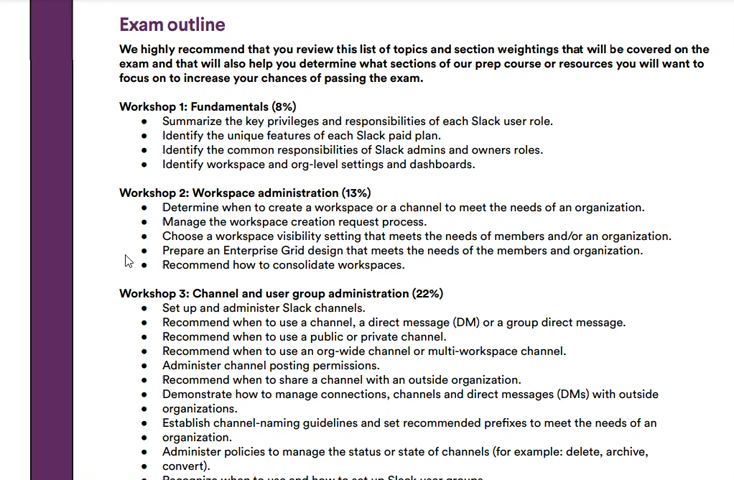 Exam outline
We highly recommend that you review this list of topics and section weightings that will be covered on the
exam and that will also help you determine what sections of our prep course or resources you will want to
focus on to increase your chances of passing the exam.
Workshop 1: Fundamentals (8%)
● Summarize the key privileges and responsibilities of each Slack user role.
● Identify the unique features of each Slack paid plan.
● Identify the common responsibilities of Slack admins and owners roles.
● Identify workspace and org-level settings and dashboards.
Workshop 2: Workspace administration (13%)
● Determine when to create a workspace or a channel to meet the needs of an organization.
● Manage the workspace creation request process.
● Choose a workspace visibility setting that meets the needs of members and/or an organization.
● Prepare an Enterprise Grid design that meets the needs of the members and organization.
● Recommend how to consolidate workspaces.
Workshop 3: Channel and user group administration (22%)
● Set up and administer Slack channels.
● Recommend when to use a channel, a direct message (DM) or a group direct message.
● Recommend when to use a public or private channel.
● Recommend when to use an org-wide channel or multi-workspace channel.
● Administer channel posting permissions.
● Recommend when to share a channel with an outside organization.
● Demonstrate how to manage connections, channels and direct messages (DMs) with outside
● organizations.
● Establish channel-naming guidelines and set recommended prefixes to meet the needs of an
● organization.
● Administer policies to manage the status or state of channels (for example: delete, archive,
● convert).
● Recognize when to use and how to set up Slack user groups.